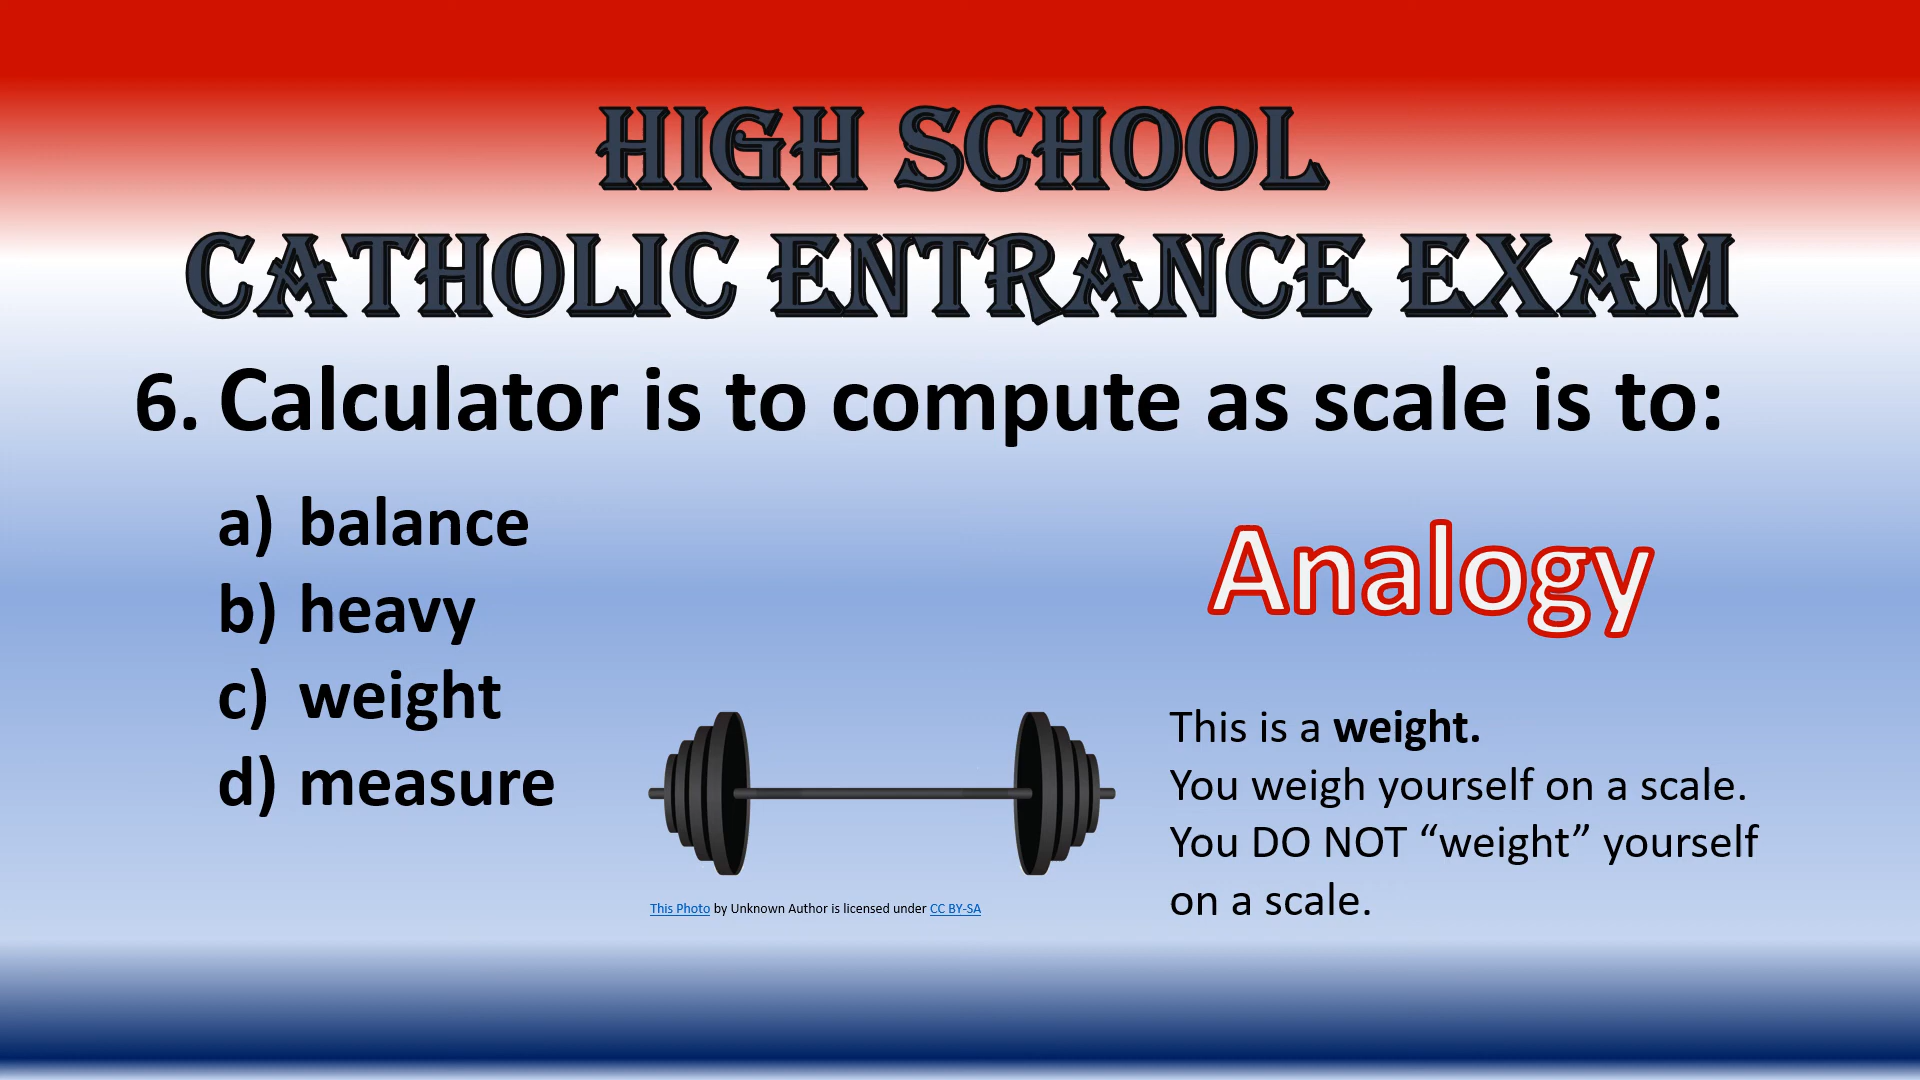 HIGH SCHOOL
CATHOLIC ENTRANCE EXAM
6. Calculator is to compute as scale is to:
a) balance
b) heavy
c) weight
d) measure
Analogy
This is a weight.
You weigh yourself on a scale.
You DO NOT “weight” yourself
on a scale.
This Photo by Unknown Author is licensed under CC BY-SA